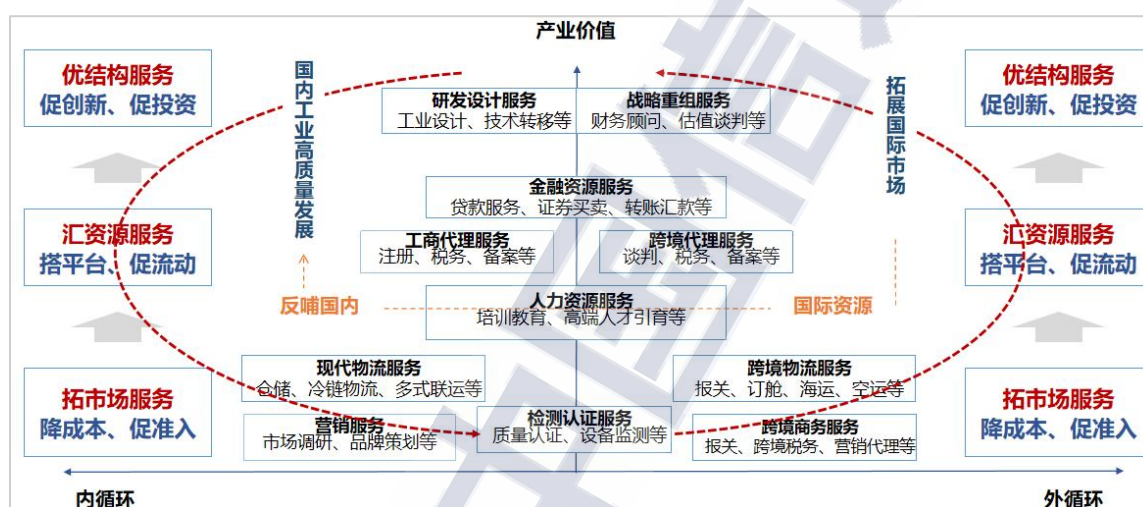 产业价值
优结构服务
促创新、促投资
国内工业高质量发展
研发设计服务
工业设计、技术转移等
战略重组服务
财务顾问、估值谈判等
拓展国际市场
优结构服务
促创新、促投资
金融资源服务
贷款服务、证券买卖、转账汇款等
汇资源服务
搭平台、促流动
工商代理服务
注册、税务、备案等
跨境代理服务
谈判、税务、备案等
汇资源服务
搭平台、促流动
反哺国内
人力资源服务
培训教育、高端人才引育等
国际资源
现代物流服务
仓储、冷链物流、多式联运等
跨境物流服务
报关、订舱、海运、空运等
拓市场服务
降成本、促准入
营销服务
市场调研、品牌策划等
检测认证服务
质量认证、设备监测等
跨境商务服务
报关、跨境税务、营销代理等
拓市场服务
降成本、促准入
内循环
外循环